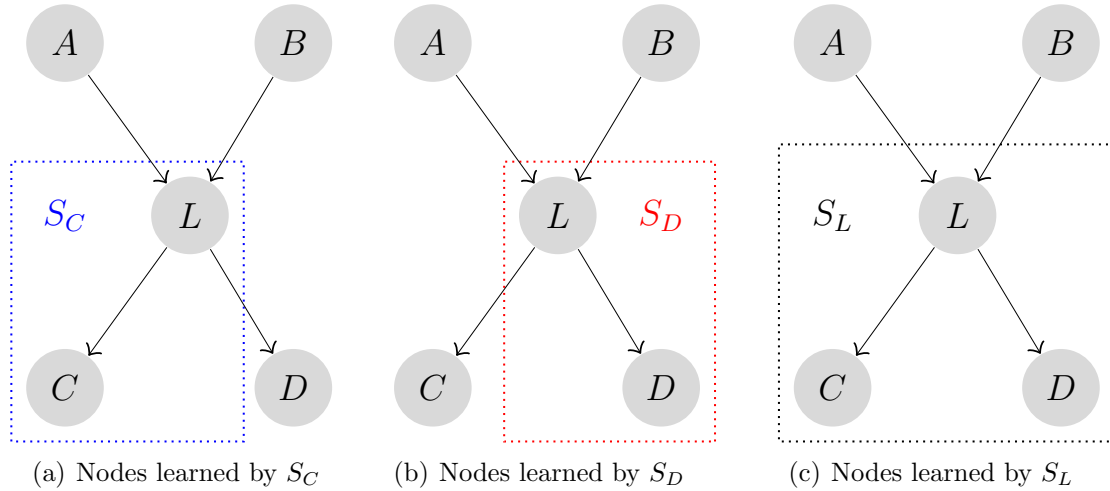 A B A B A B
S_C L L S_D S_L L
C D C D C D
(a) Nodes learned by S_C (b) Nodes learned by S_D (c) Nodes learned by S_L